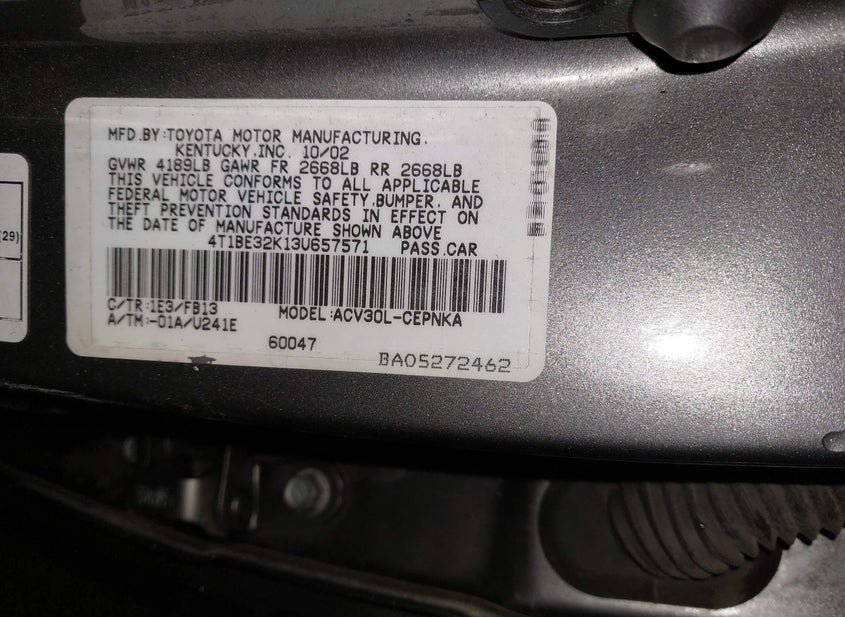 MFD.BY:TOYOTA MOTOR MANUFACTURING.
KENTUCKY,INC. 10/02
GVWR 4189LB GAWR FR 2668LB RR 2668LB
THIS VEHICLE CONFORMS TO ALL APPLICABLE
FEDERAL MOTOR VEHICLE SAFETY,BUMPER, AND
THEFT PREVENTION STANDARDS IN EFFECT ON
THE DATE OF MANUFACTURE SHOWN ABOVE
4T1BE32K13U657571 PASS.CAR
C/TR:1E3/FB13 MODEL:ACV30L-CEPNKA
A/TM:-01A/U241E
60047
BA05272462
(29)